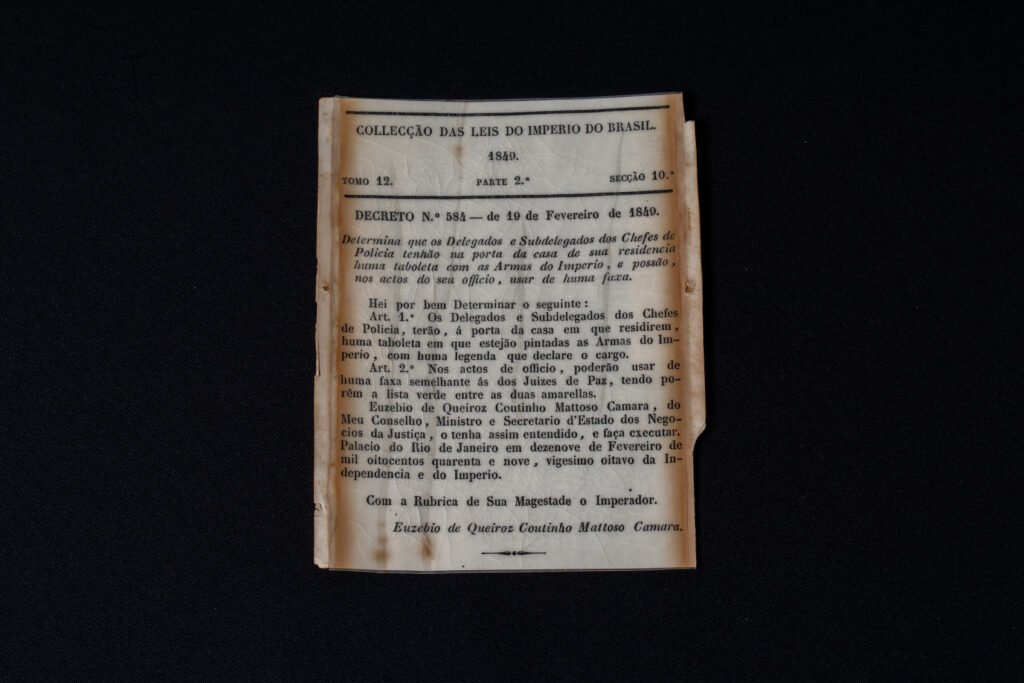 COLLECÇÃO DAS LEIS DO IMPERIO DO BRASIL.
1849.
TOMO 12. PARTE 2.ª SECÇÃO 10.ª
DECRETO N.º 584 — de 19 de Fevereiro de 1849.
Determina que os Delegados e Subdelegados dos Chefes de
Policia tenhão na porta da casa de sua residencia
huma taboleta com as Armas do Imperio, e possão,
nos actos do seu officio, usar de huma faxa.
Hei por bem Determinar o seguinte:
Art. 1.º Os Delegados e Subdelegados dos Chefes
de Policia, terão, á porta da casa em que residirem,
huma taboleta em que estejão pintadas as Armas do Im-
perio, com huma legenda que declare o cargo.
Art. 2.º Nos actos de officio, poderão usar de
huma faxa semelhante ás dos Juizes de Paz, tendo po-
rêm a lista verde entre as duas amarellas.
Euzebio de Queiroz Coutinho Mattoso Camara, do
Meu Conselho, Ministro e Secretario d'Estado dos Nego-
cios da Justiça, o tenha assim entendido, e faça executar.
Palacio do Rio de Janeiro em dezenove de Fevereiro de
mil oitocentos quarenta e nove, vigesimo oitavo da In-
dependencia e do Imperio.
Com a Rubrica de Sua Magestade o Imperador.
Euzebio de Queiroz Coutinho Mattoso Camara.